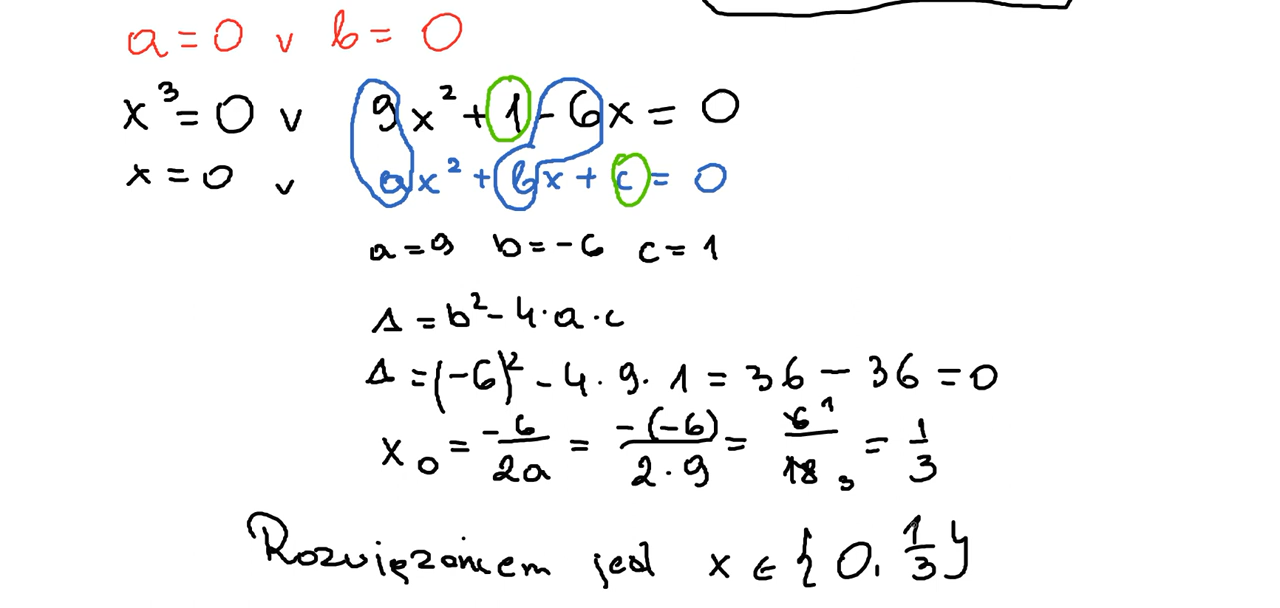 a = 0 ∨ b = 0
x³ = 0 ∨ 9x² + 1 - 6x = 0
x = 0 ∨ ax² + bx + c = 0
a = 9 b = -6 c = 1
Δ = b² - 4·a·c
Δ = (-6)² - 4·9·1 = 36 - 36 = 0
x₀ = -b/2a = -(-6)/2·9 = 6 1/18 3 = 1/3
Rozwiązaniem jest x ∈ {0, 1/3}